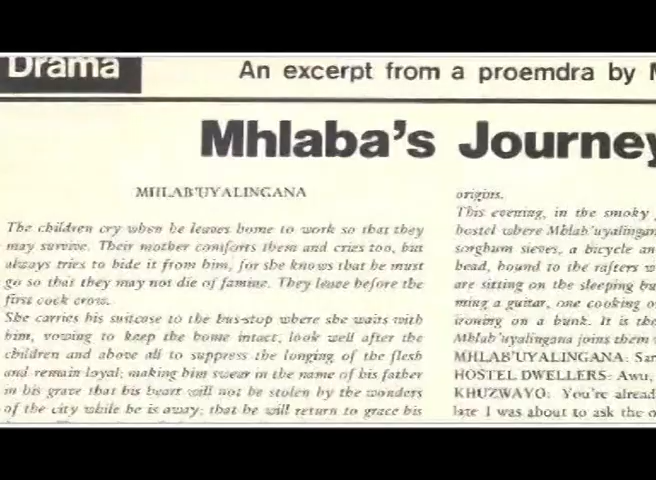 Drama
An excerpt from a proemdra by
Mhlaba's Journey
MHLAB'UYALINGANA
The children cry when he leaves home to work so that they
may survive. Their mother comforts them and cries too, but
always tries to hide it from him, for she knows that he must
go so that they may not die of famine. They leave before the
first cock crow.
She carries his suitcase to the bus-stop where she waits with
him, vowing to keep the home intact, look well after the
children and above all to suppress the longing of the flesh
and remain loyal; making him swear in the name of his father
in his grave that his heart will not be stolen by the wonders
of the city while he is away; that he will return to grace his
origins.
This evening, in the smoky
hostel where Mhlab'uyalingan
sorghum sieves, a bicycle an
head, bound to the rafters w
are sitting on the sleeping bu
ming a guitar, one cooking o
ironing on a bunk. It is the
Mhlab'uyalingana joins them
MHLAB'UYALINGANA: San
HOSTEL DWELLERS: Awu,
KHUZWAYO: You're alread
late I was about to ask the o